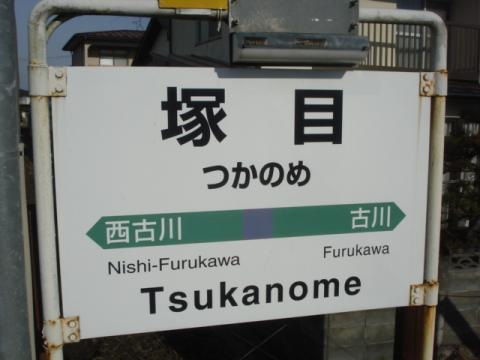 塚目
つかのめ
西古川 古川
Nishi-Furukawa Furukawa
Tsukanome